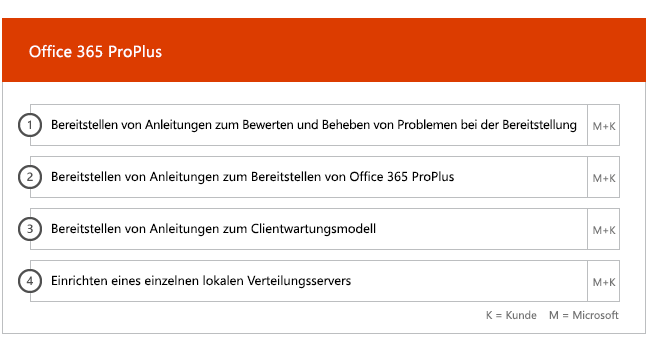 Office 365 ProPlus
1 Bereitstellen von Anleitungen zum Bewerten und Beheben von Problemen bei der Bereitstellung M+K
2 Bereitstellen von Anleitungen zum Bereitstellen von Office 365 ProPlus M+K
3 Bereitstellen von Anleitungen zum Clientwartungsmodell M+K
4 Einrichten eines einzelnen lokalen Verteilungsservers M+K
K = Kunde M = Microsoft